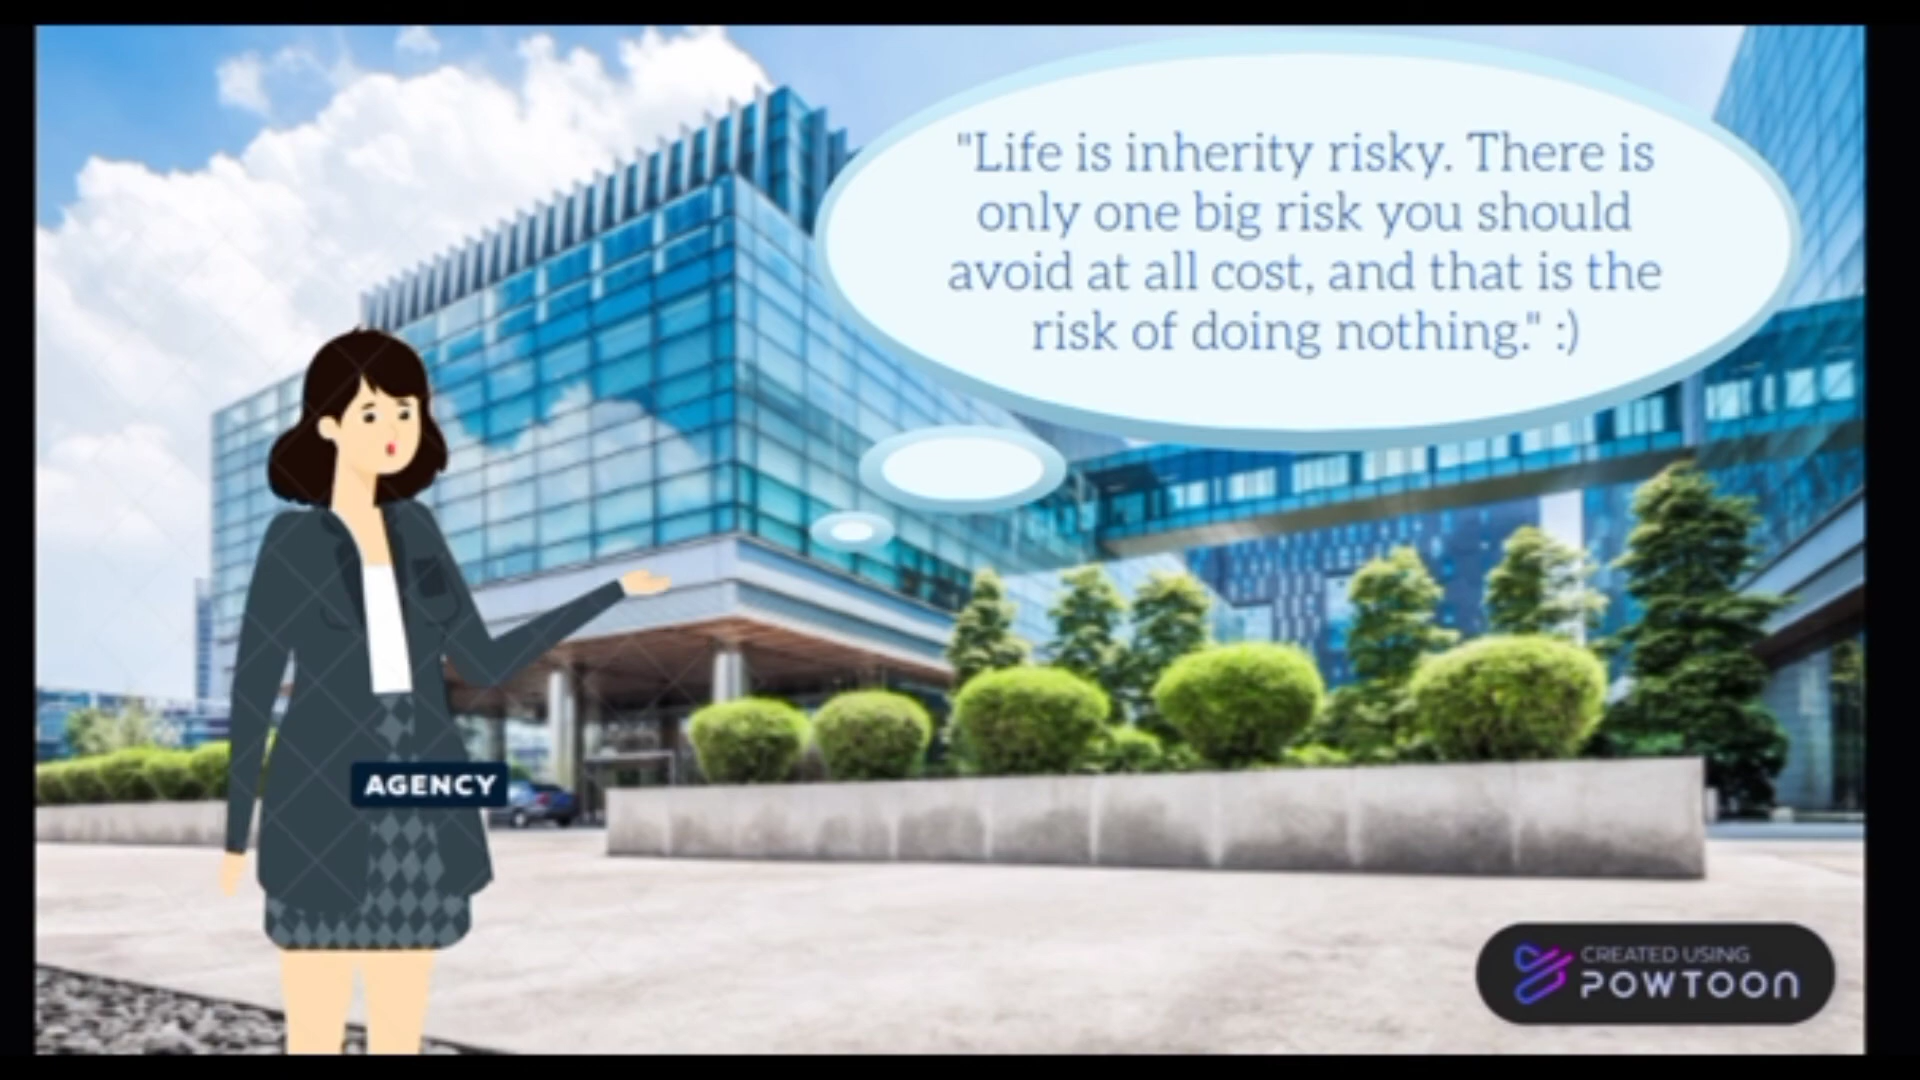 "Life is inherity risky. There is
only one big risk you should
avoid at all cost, and that is the
risk of doing nothing." :)
AGENCY
CREATED USING
POWTOON